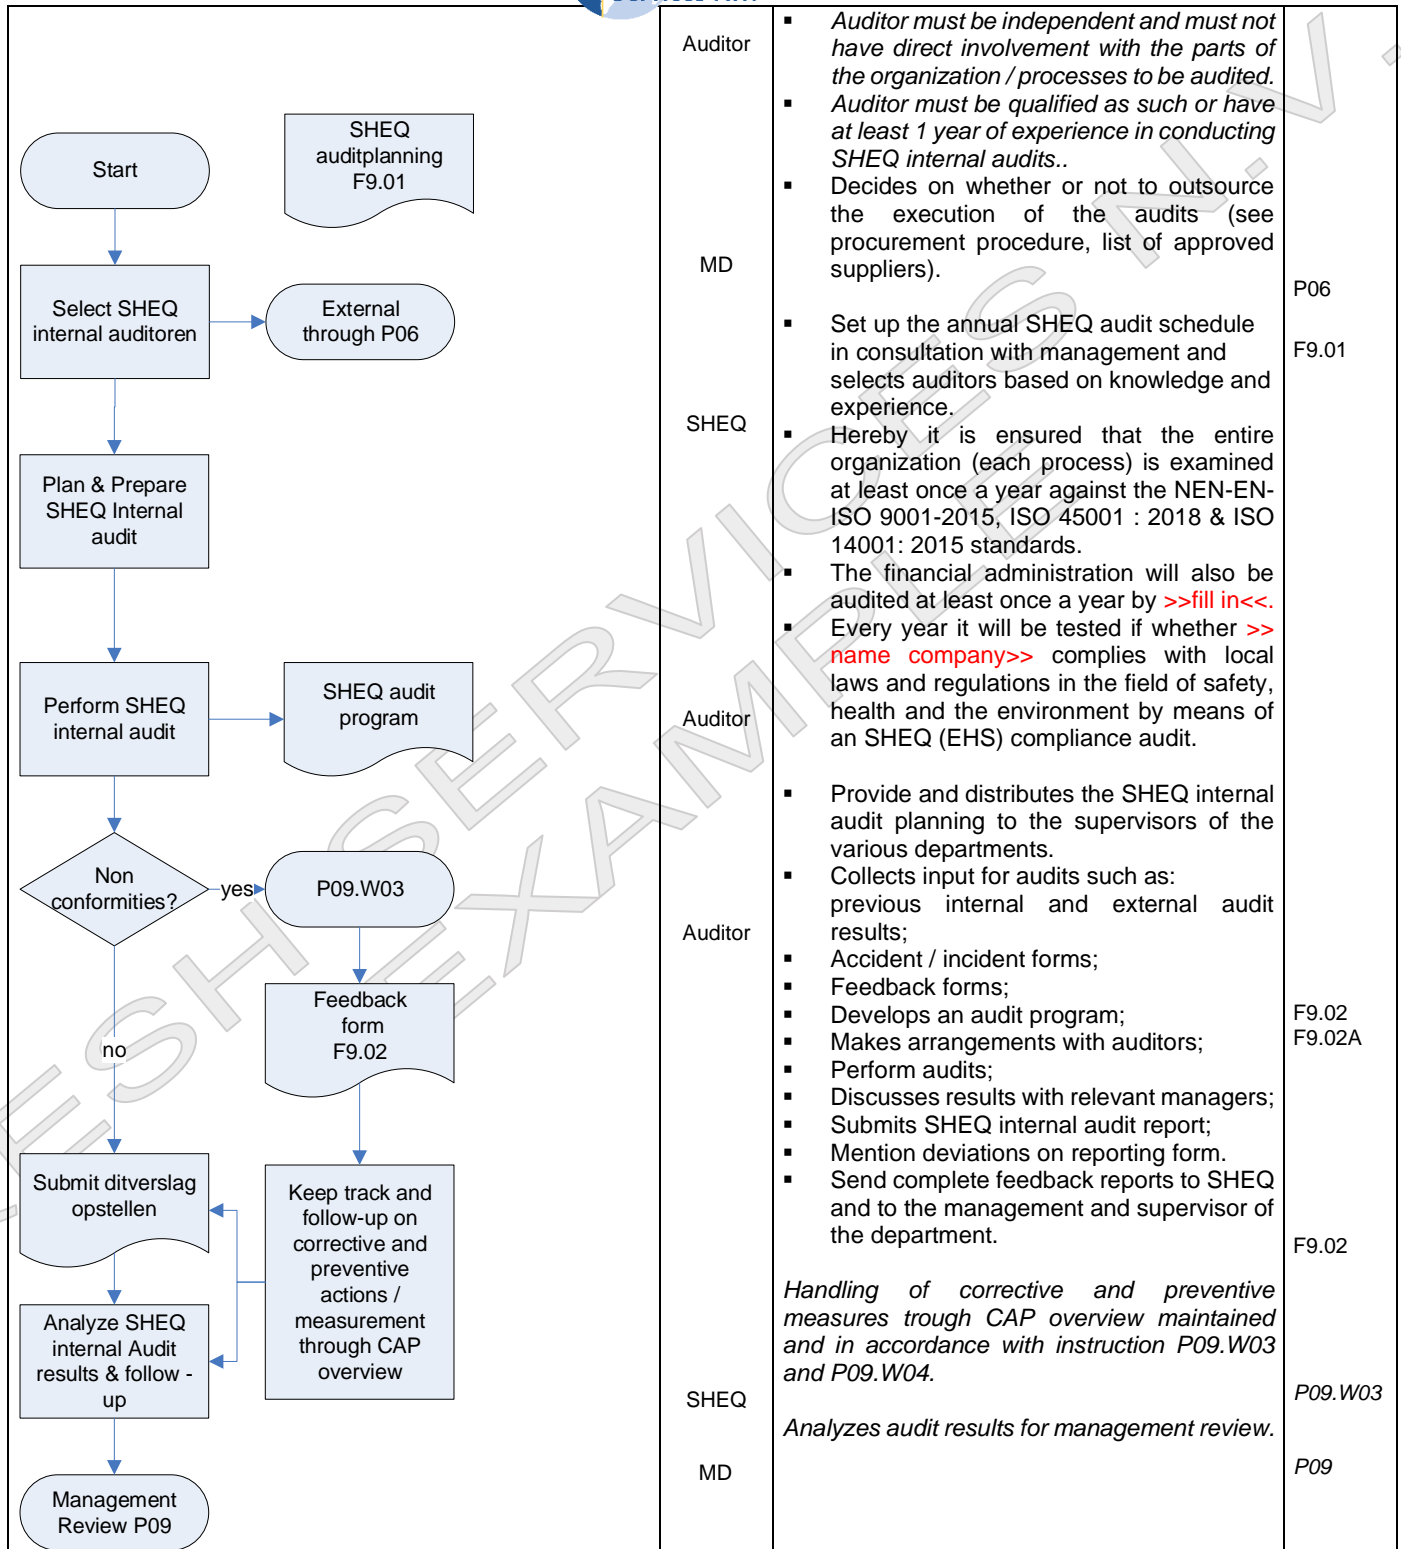 Start
SHEQ
auditplanning
F9.01
Select SHEQ
internal auditoren
External
through P06
Plan & Prepare
SHEQ Internal
audit
Perform SHEQ
internal audit
SHEQ audit
program
Non
conformities?
yes
P09.W03
no
Feedback
form
F9.02
Submit ditverslag
opstellen
Keep track and
follow-up on
corrective and
preventive
actions /
measurement
through CAP
overview
Analyze SHEQ
internal Audit
results & follow -
up
Management
Review P09
Auditor
MD
SHEQ
Auditor
Auditor
SHEQ
MD
▪ Auditor must be independent and must not
have direct involvement with the parts of
the organization / processes to be audited.
▪ Auditor must be qualified as such or have
at least 1 year of experience in conducting
SHEQ internal audits..
▪ Decides on whether or not to outsource
the execution of the audits (see
procurement procedure, list of approved
suppliers).
▪ Set up the annual SHEQ audit schedule
in consultation with management and
selects auditors based on knowledge and
experience.
▪ Hereby it is ensured that the entire
organization (each process) is examined
at least once a year against the NEN-EN-
ISO 9001-2015, ISO 45001 : 2018 & ISO
14001: 2015 standards.
▪ The financial administration will also be
audited at least once a year by >>fill in<<.
▪ Every year it will be tested if whether >>
name company>> complies with local
laws and regulations in the field of safety,
health and the environment by means of
an SHEQ (EHS) compliance audit.
▪ Provide and distributes the SHEQ internal
audit planning to the supervisors of the
various departments.
▪ Collects input for audits such as:
previous internal and external audit
results;
▪ Accident / incident forms;
▪ Feedback forms;
▪ Develops an audit program;
▪ Makes arrangements with auditors;
▪ Perform audits;
▪ Discusses results with relevant managers;
▪ Submits SHEQ internal audit report;
▪ Mention deviations on reporting form.
▪ Send complete feedback reports to SHEQ
and to the management and supervisor of
the department.
Handling of corrective and preventive
measures trough CAP overview maintained
and in accordance with instruction P09.W03
and P09.W04.
Analyzes audit results for management review.
P06
F9.01
F9.02
F9.02A
F9.02
P09.W03
P09
ESH SERVICES N.V.
EXAMPLE